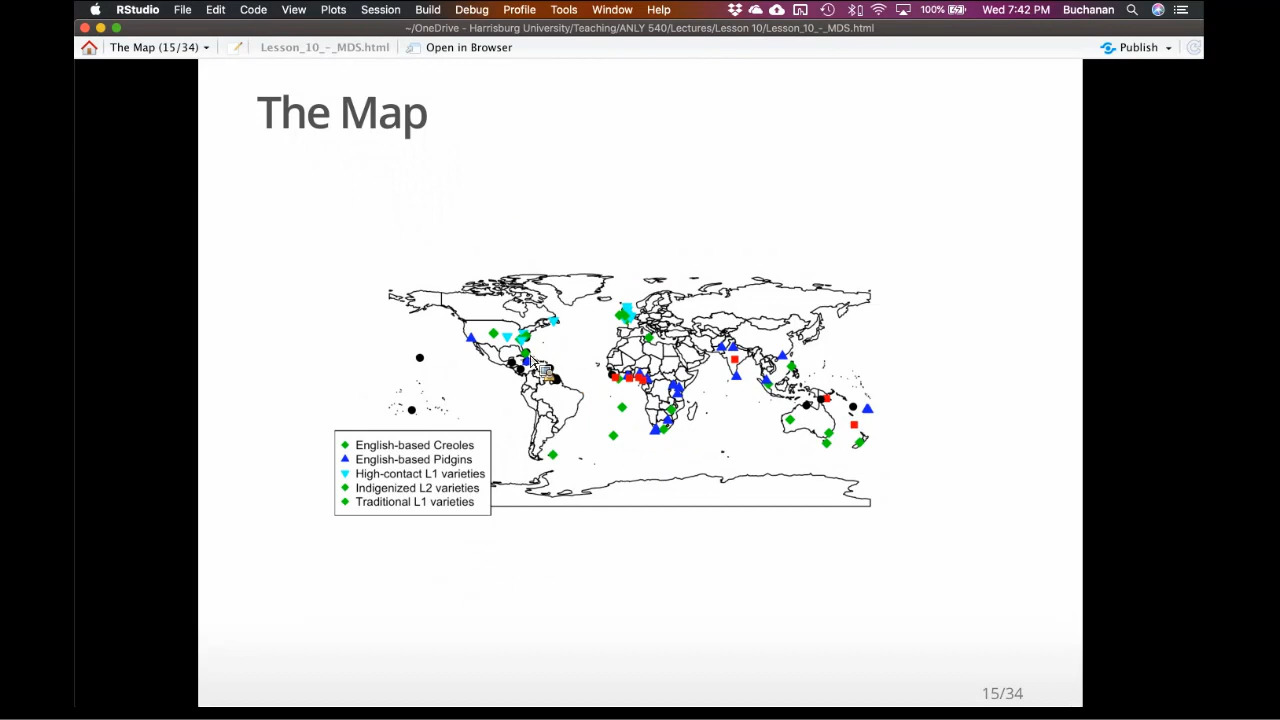 RStudio File Edit Code View Plots Session Build Debug Profile Tools Window Help 100% Wed 7:42 PM Buchanan
~/OneDrive - Harrisburg University/Teaching/ANLY 540/Lectures/Lesson 10/Lesson_10_-_MDS.html
The Map (15/34) Lesson_10_-_MDS.html Open in Browser Publish
The Map
English-based Creoles
English-based Pidgins
High-contact L1 varieties
Indigenized L2 varieties
Traditional L1 varieties
15/34